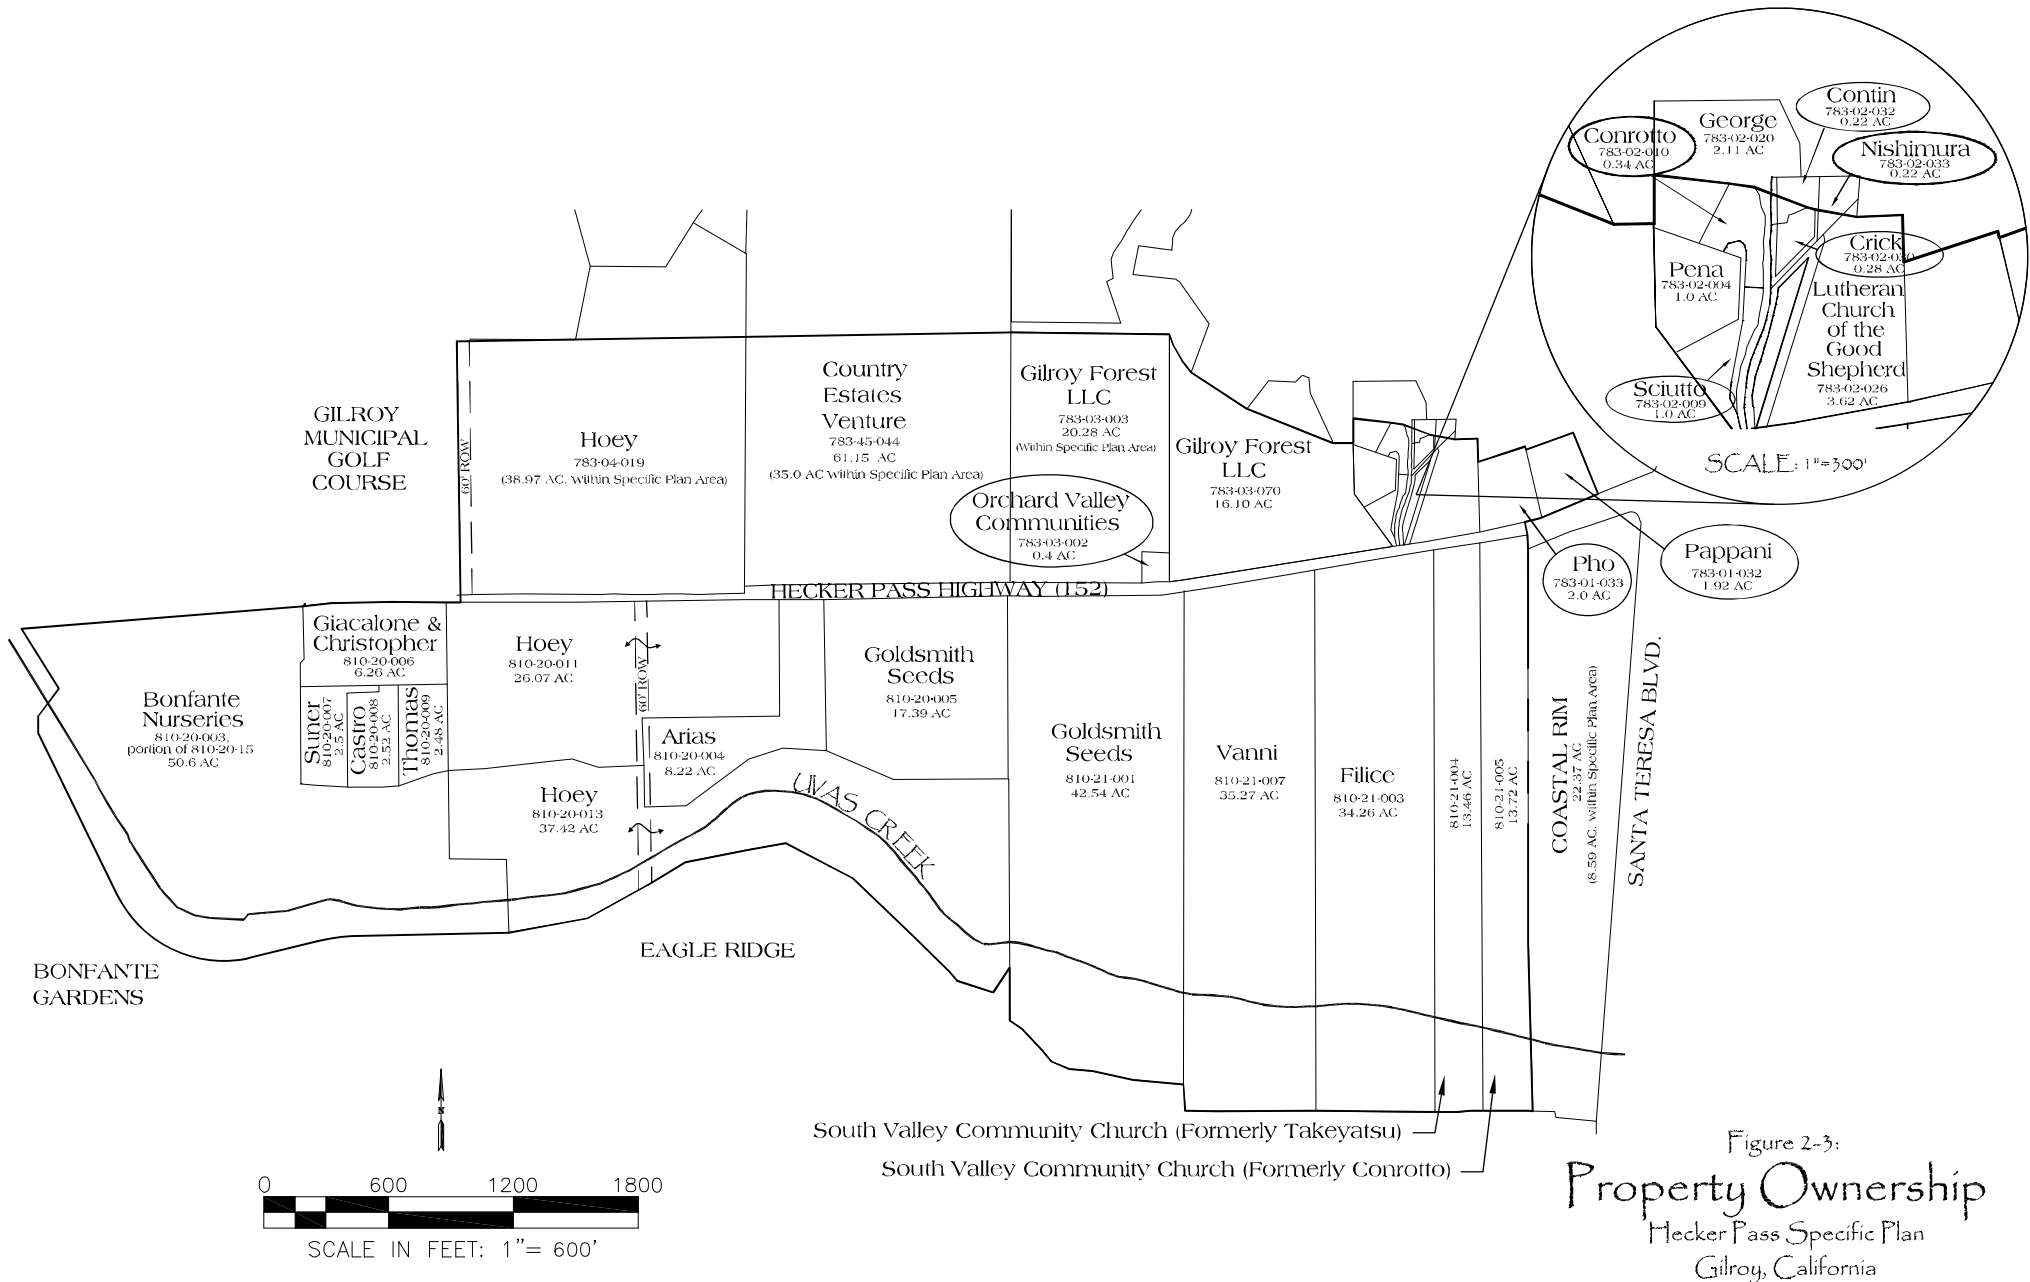 Contin
783-02-032
0.22 AC
George
783-02-020
2.11 AC
Conrotto
783-02-010
0.34 AC
Nishimura
783-02-033
0.22 AC
Crick
783-02-030
0.28 AC
Pena
783-02-004
1.0 AC
Lutheran
Church
of the
Good
Shepherd
783-02-026
3.62 AC
Sciutto
783-02-009
1.0 AC
SCALE: 1"=300'
GILROY
MUNICIPAL
GOLF
COURSE
60' ROW
Hoey
783-04-019
(38.97 AC. within Specific Plan Area)
Country
Estates
Venture
783-45-044
61.15 AC
(35.0 AC within Specific Plan Area)
Gilroy Forest
LLC
783-03-003
20.28 AC
(Within Specific Plan Area)
Orchard Valley
Communities
783-03-002
0.4 AC
Gilroy Forest
LLC
783-03-070
16.10 AC
Pho
783-01-033
2.0 AC
Pappani
783-01-032
1.92 AC
HECKER PASS HIGHWAY (152)
Bonfante
Nurseries
810-20-003,
portion of 810-20-15
50.6 AC
Giacalone &
Christopher
810-20-006
6.26 AC
Suner
810-20-007
2.5 AC
Castro
810-20-008
2.52 AC
Thomas
810-20-009
2.48 AC
Hoey
810-20-011
26.07 AC
60' ROW
Hoey
810-20-013
37.42 AC
Arias
810-20-004
8.22 AC
Goldsmith
Seeds
810-20-005
17.39 AC
UVAS CREEK
Goldsmith
Seeds
810-21-001
42.54 AC
Vanni
810-21-007
35.27 AC
Filice
810-21-003
34.26 AC
810-21-004
13.46 AC
810-21-005
13.72 AC
COASTAL RIM
22.37 AC
(8.59 AC. within Specific Plan Area)
SANTA TERESA BLVD.
EAGLE RIDGE
BONFANTE
GARDENS
N
South Valley Community Church (Formerly Takeyatsu)
South Valley Community Church (Formerly Conrotto)
0 600 1200 1800
SCALE IN FEET: 1"= 600'
Figure 2-3:
Property Ownership
Hecker Pass Specific Plan
Gilroy, California